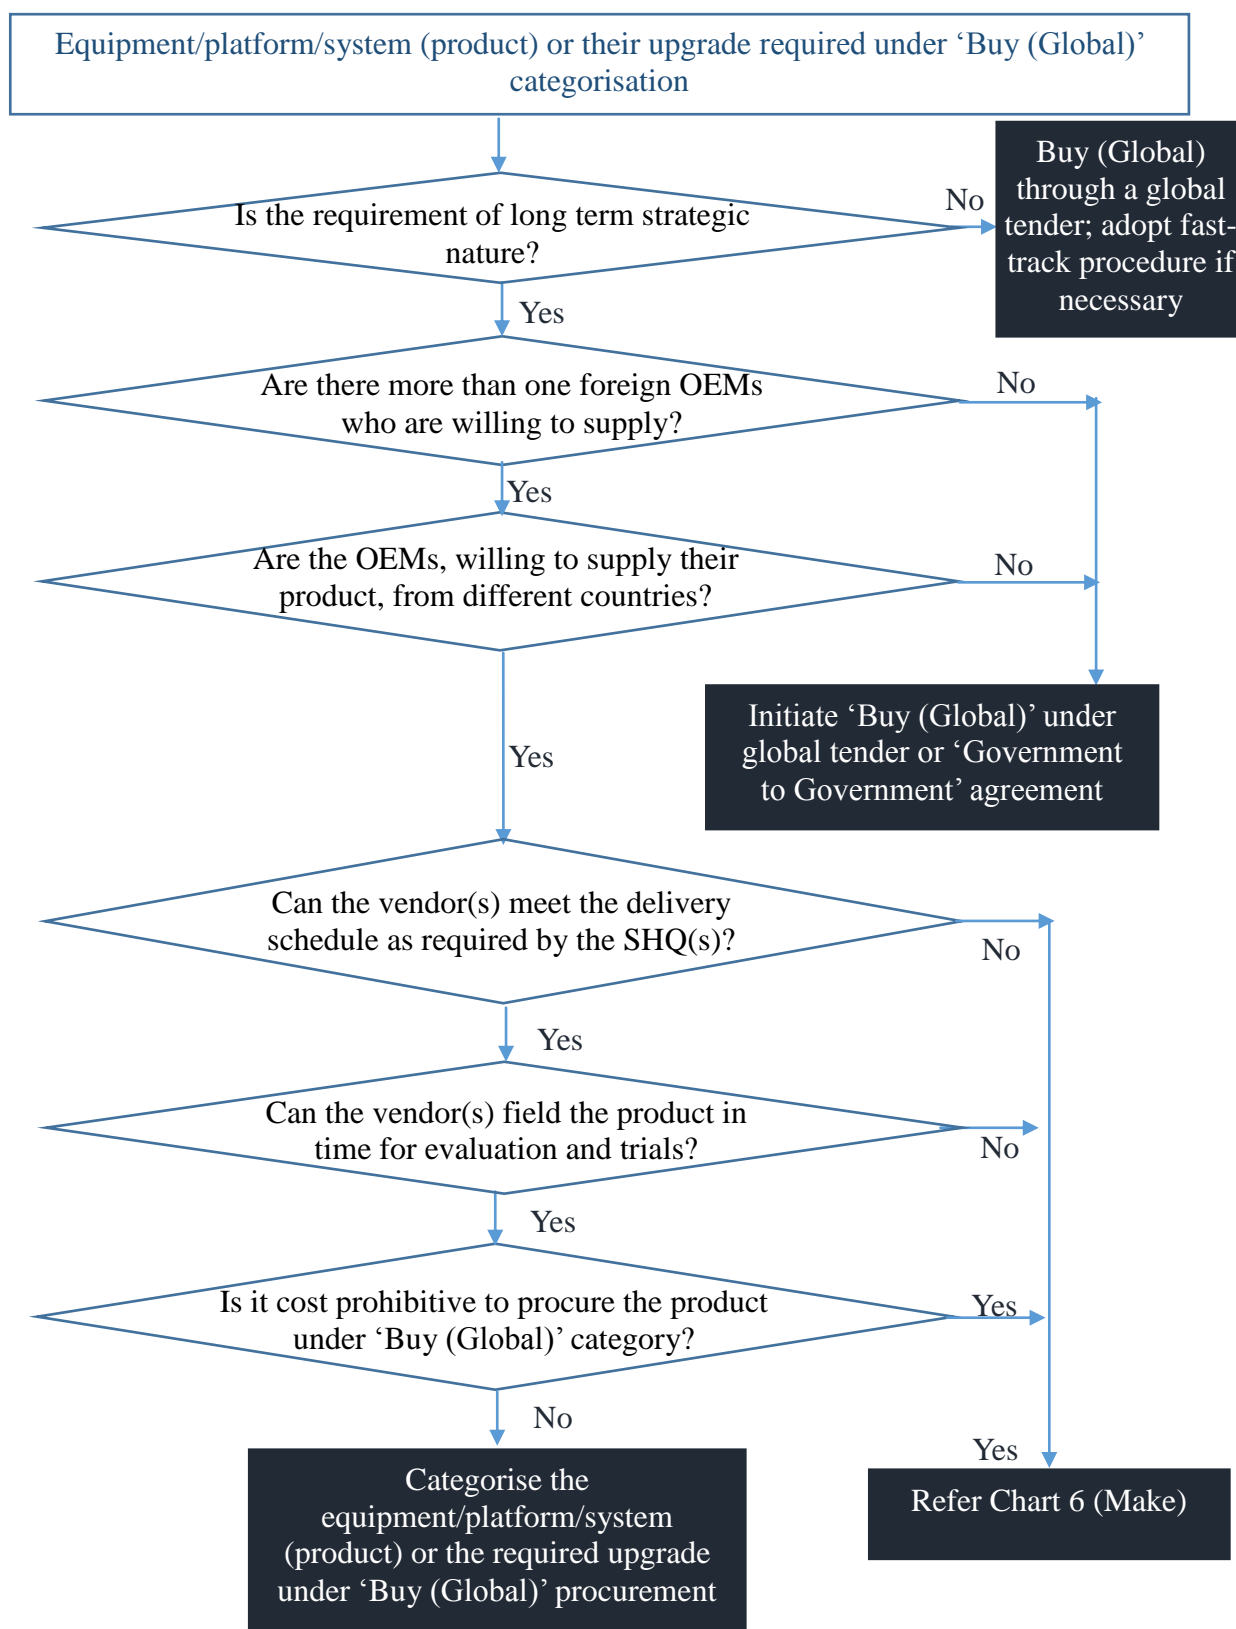 Equipment/platform/system (product) or their upgrade required under ‘Buy (Global)’
categorisation
Buy (Global)
through a global
tender; adopt fast-
track procedure if
necessary
No
Is the requirement of long term strategic
nature?
Yes
Are there more than one foreign OEMs
who are willing to supply?
No
Yes
Are the OEMs, willing to supply their
product, from different countries?
No
Initiate ‘Buy (Global)’ under
global tender or ‘Government
to Government’ agreement
Yes
Can the vendor(s) meet the delivery
schedule as required by the SHQ(s)?
No
Yes
Can the vendor(s) field the product in
time for evaluation and trials?
No
Yes
Is it cost prohibitive to procure the product
under ‘Buy (Global)’ category?
Yes
No
Yes
Categorise the
equipment/platform/system
(product) or the required upgrade
under ‘Buy (Global)’ procurement
Refer Chart 6 (Make)